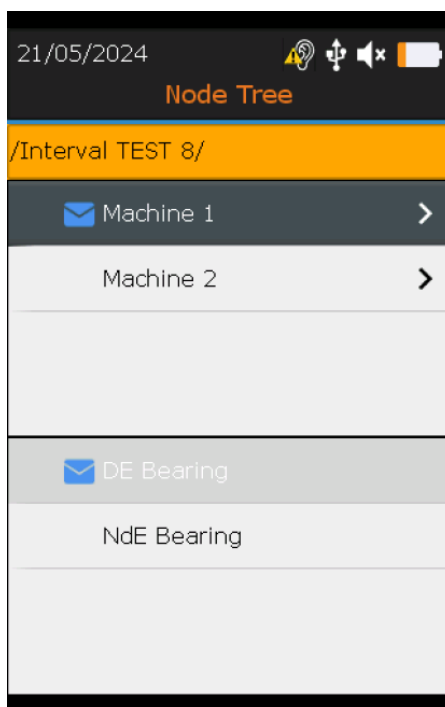 21/05/2024
Node Tree
/Interval TEST 8/
Machine 1
Machine 2
DE Bearing
NdE Bearing